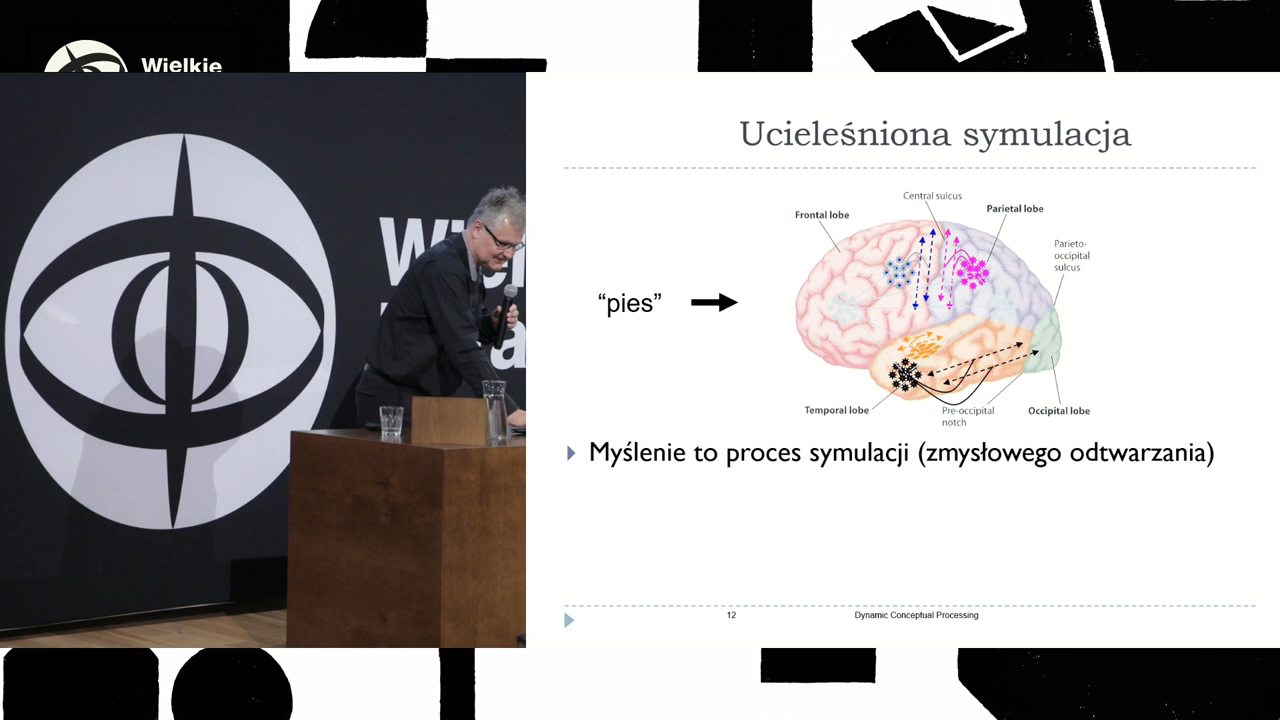 Wielkie
Wi
a
Ucieleśniona symulacja
Central sulcus
Frontal lobe
Parietal lobe
Parieto-
occipital
sulcus
“pies”
Temporal lobe
Pre-occipital
notch
Occipital lobe
Myślenie to proces symulacji (zmysłowego odtwarzania)
12
Dynamic Conceptual Processing